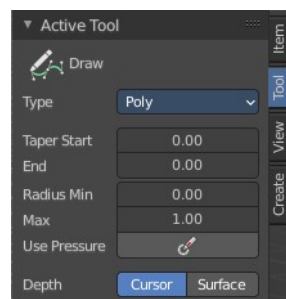 Active Tool
Draw
Type Poly
Taper Start 0.00
End 0.00
Radius Min 0.00
Max 1.00
Use Pressure
Depth Cursor Surface
Item
Tool
View
Create